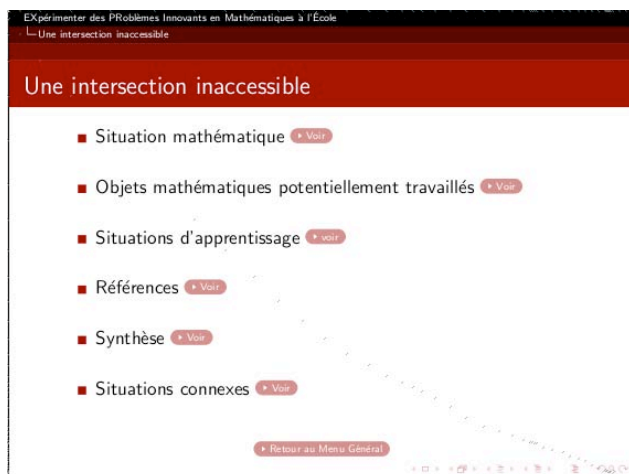 EXpérimenter des PRoblèmes Innovants en Mathématiques à l'École
Une intersection inaccessible
Une intersection inaccessible
Situation mathématique Voir
Objets mathématiques potentiellement travaillés Voir
Situations d'apprentissage voir
Références Voir
Synthèse Voir
Situations connexes Voir
Retour au Menu Général